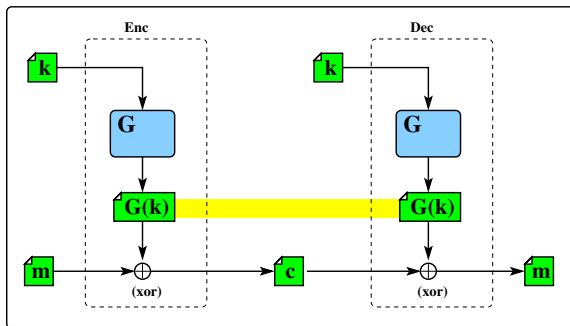 Enc Dec
k k
G G
G(k) G(k)
m c m
(xor) (xor)